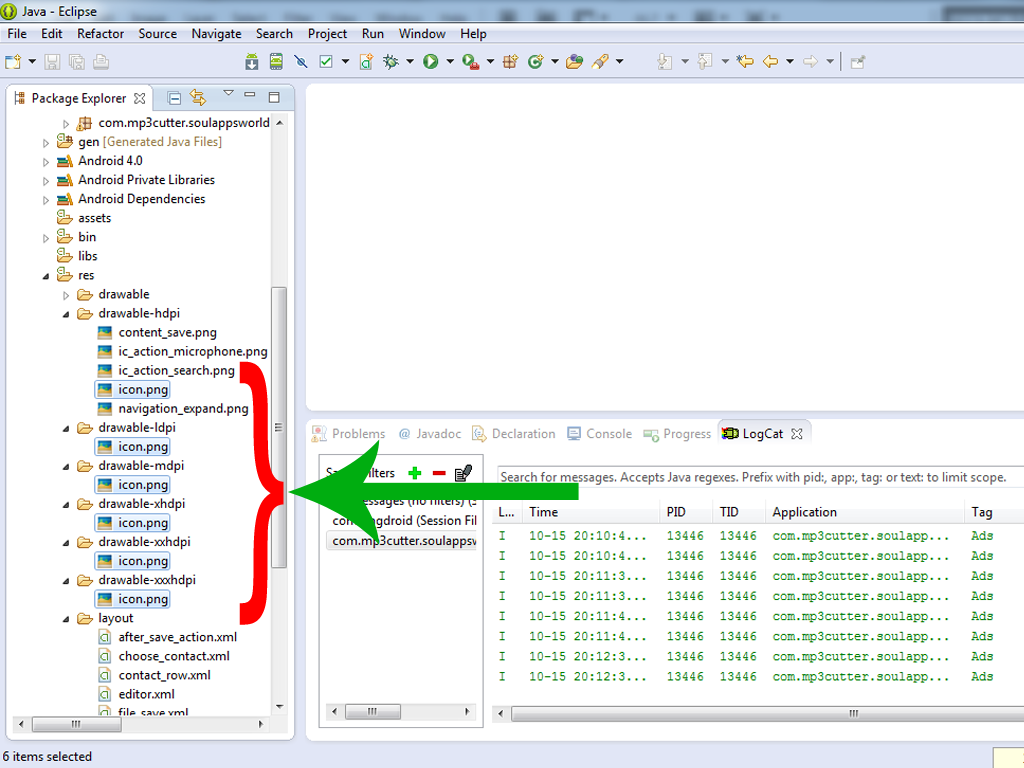 Java - Eclipse
File Edit Refactor Source Navigate Search Project Run Window Help
Package Explorer
com.mp3cutter.soulappsworld
gen [Generated Java Files]
Android 4.0
Android Private Libraries
Android Dependencies
assets
bin
libs
res
drawable
drawable-hdpi
content_save.png
ic_action_microphone.png
ic_action_search.png
icon.png
navigation_expand.png
drawable-ldpi
icon.png
drawable-mdpi
icon.png
drawable-xhdpi
icon.png
drawable-xxhdpi
icon.png
drawable-xxxhdpi
icon.png
layout
after_save_action.xml
choose_contact.xml
contact_row.xml
editor.xml
file_save.xml
Problems @ Javadoc Declaration Console Progress LogCat
Search for messages. Accepts Java regexes. Prefix with pid:, app:, tag: or text: to limit scope.
(no filters)
(Session Fil
com.mp3cutter.soulappsw
L... Time PID TID Application Tag
I 10-15 20:10:4... 13446 13446 com.mp3cutter.soulapp... Ads
I 10-15 20:10:4... 13446 13446 com.mp3cutter.soulapp... Ads
I 10-15 20:11:3... 13446 13446 com.mp3cutter.soulapp... Ads
I 10-15 20:11:3... 13446 13446 com.mp3cutter.soulapp... Ads
I 10-15 20:11:4... 13446 13446 com.mp3cutter.soulapp... Ads
I 10-15 20:11:4... 13446 13446 com.mp3cutter.soulapp... Ads
I 10-15 20:12:3... 13446 13446 com.mp3cutter.soulapp... Ads
I 10-15 20:12:3... 13446 13446 com.mp3cutter.soulapp... Ads
6 items selected